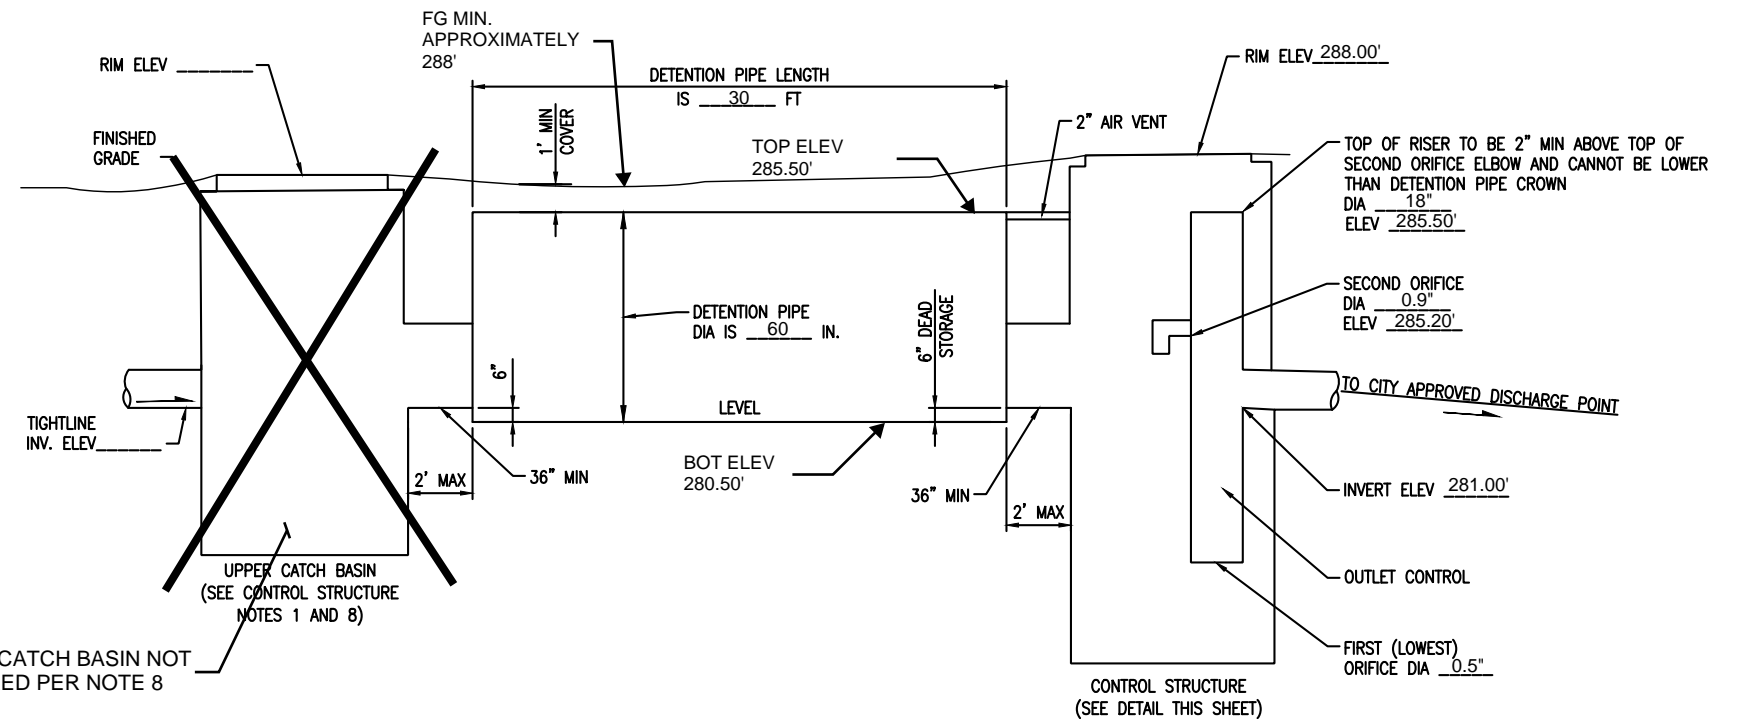 FG MIN.
APPROXIMATELY
288'
RIM ELEV
DETENTION PIPE LENGTH
IS 30 FT
RIM ELEV 288.00'
FINISHED
GRADE
1' MIN
COVER
2" AIR VENT
TOP ELEV
285.50'
TOP OF RISER TO BE 2" MIN ABOVE TOP OF
SECOND ORIFICE ELBOW AND CANNOT BE LOWER
THAN DETENTION PIPE CROWN
DIA 18"
ELEV 285.50'
SECOND ORIFICE
DIA 0.9"
ELEV 285.20'
DETENTION PIPE
DIA IS 60 IN.
6" DEAD
STORAGE
6"
LEVEL
TO CITY APPROVED DISCHARGE POINT
TIGHTLINE
INV. ELEV
2' MAX
36" MIN
BOT ELEV
280.50'
36" MIN
2' MAX
INVERT ELEV 281.00'
UPPER CATCH BASIN
(SEE CONTROL STRUCTURE
NOTES 1 AND 8)
OUTLET CONTROL
CATCH BASIN NOT
ED PER NOTE 8
FIRST (LOWEST)
ORIFICE DIA 0.5"
CONTROL STRUCTURE
(SEE DETAIL THIS SHEET)